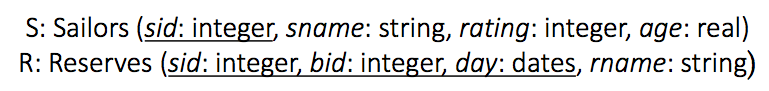 S: Sailors (sid: integer, sname: string, rating: integer, age: real)
R: Reserves (sid: integer, bid: integer, day: dates, rname: string)